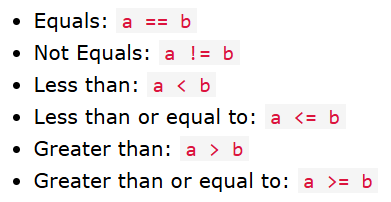 • Equals: a == b
• Not Equals: a != b
• Less than: a < b
• Less than or equal to: a <= b
• Greater than: a > b
• Greater than or equal to: a >= b